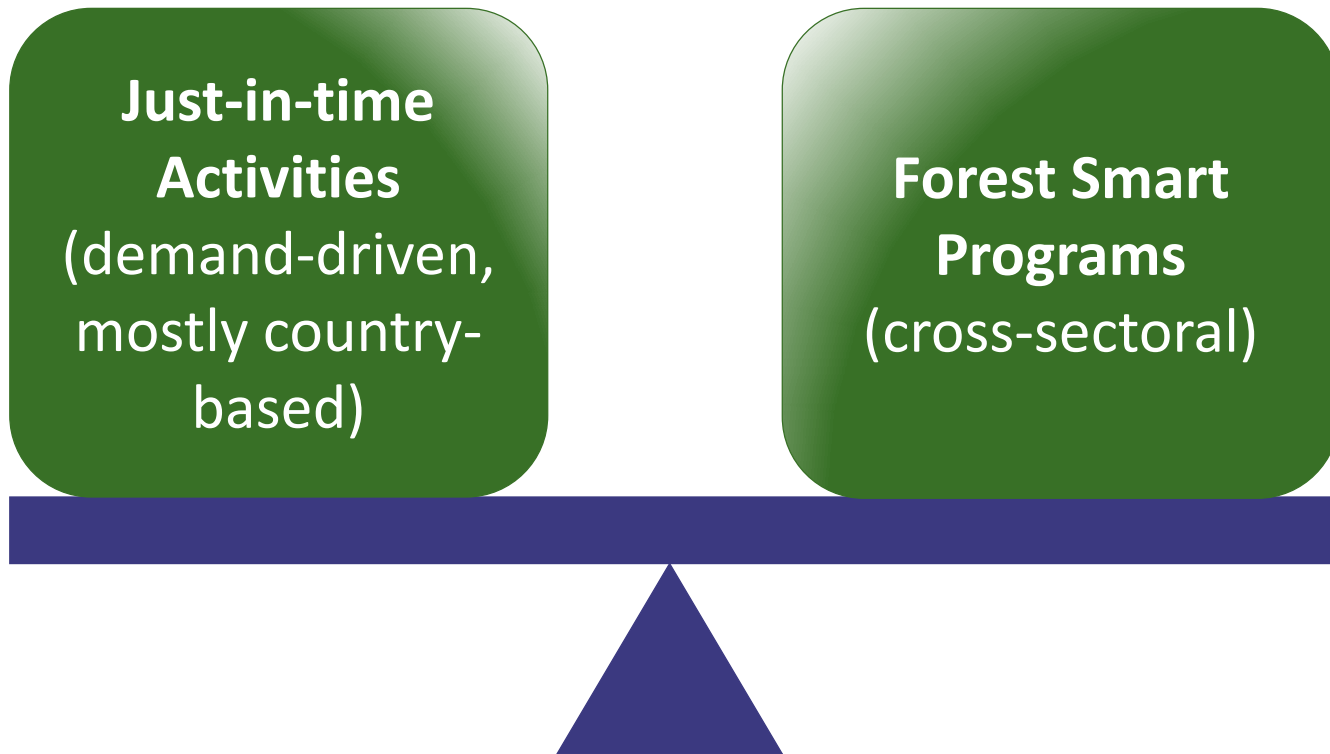 Just-in-time
Activities
(demand-driven,
mostly country-
based)
Forest Smart
Programs
(cross-sectoral)